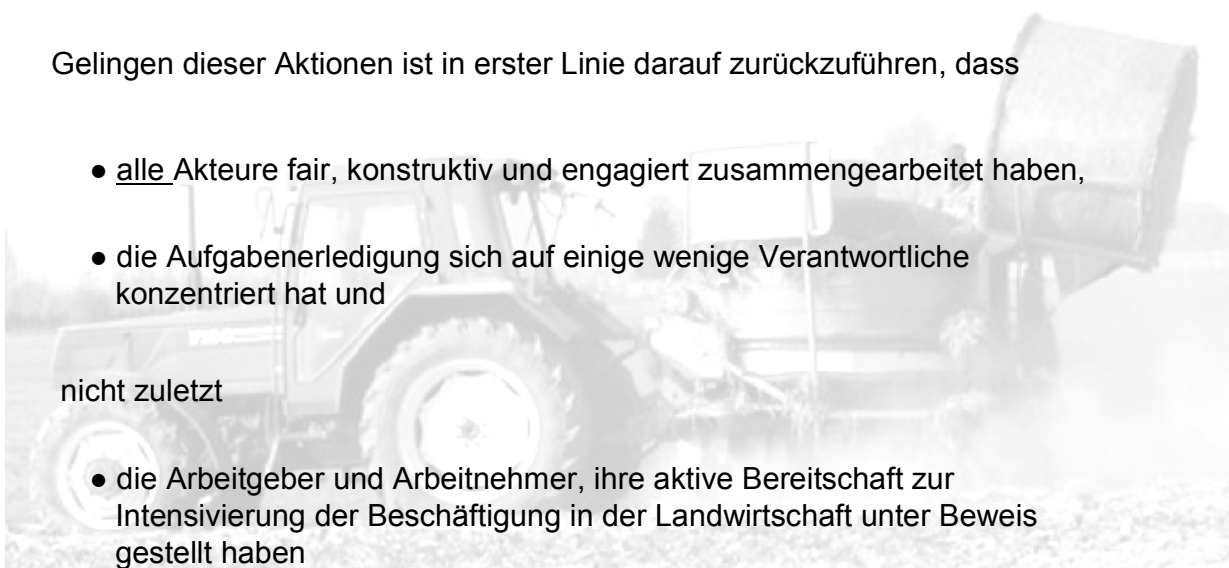 Gelingen dieser Aktionen ist in erster Linie darauf zurückzuführen, dass
● alle Akteure fair, konstruktiv und engagiert zusammengearbeitet haben,
● die Aufgabenerledigung sich auf einige wenige Verantwortliche
konzentriert hat und
nicht zuletzt
● die Arbeitgeber und Arbeitnehmer, ihre aktive Bereitschaft zur
Intensivierung der Beschäftigung in der Landwirtschaft unter Beweis
gestellt haben